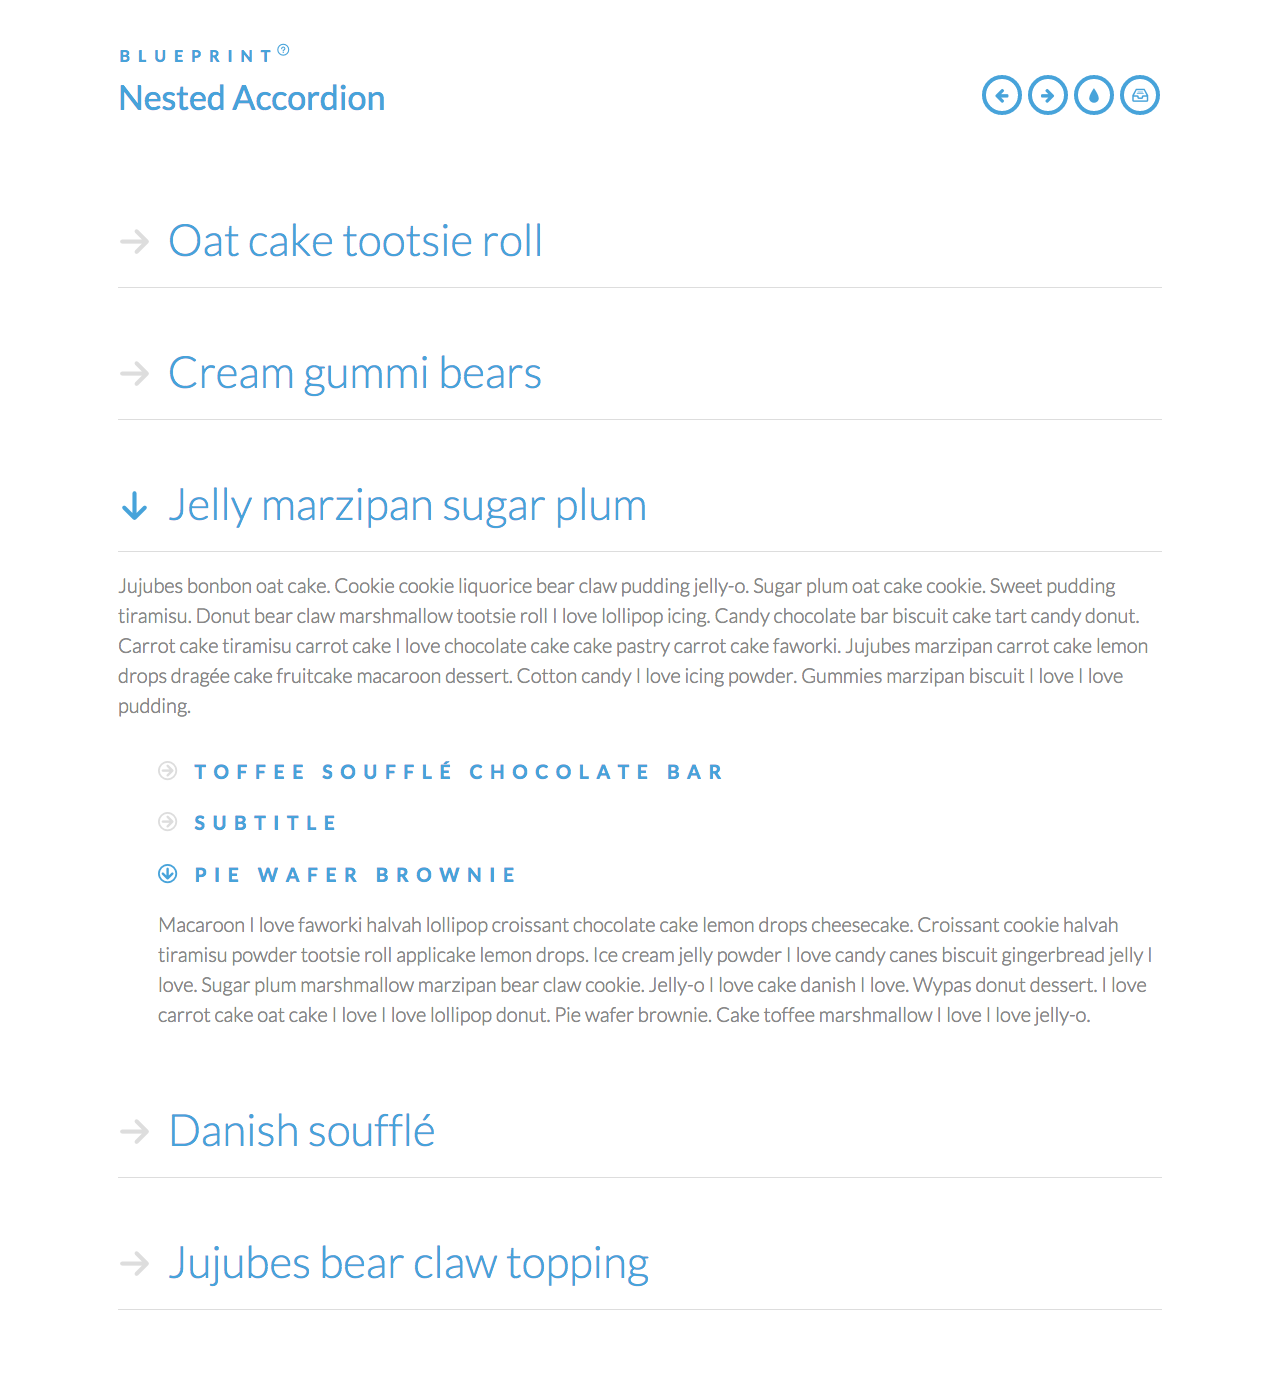 BLUEPRINT
Nested Accordion
Oat cake tootsie roll
Cream gummi bears
Jelly marzipan sugar plum
Jujubes bonbon oat cake. Cookie cookie liquorice bear claw pudding jelly-o. Sugar plum oat cake cookie. Sweet pudding
tiramisu. Donut bear claw marshmallow tootsie roll I love lollipop icing. Candy chocolate bar biscuit cake tart candy donut.
Carrot cake tiramisu carrot cake I love chocolate cake cake pastry carrot cake faworki. Jujubes marzipan carrot cake lemon
drops dragée cake fruitcake macaroon dessert. Cotton candy I love icing powder. Gummies marzipan biscuit I love I love
pudding.
TOFFEE SOUFFLÉ CHOCOLATE BAR
SUBTITLE
PIE WAFER BROWNIE
Macaroon I love faworki halvah lollipop croissant chocolate cake lemon drops cheesecake. Croissant cookie halvah
tiramisu powder tootsie roll applicake lemon drops. Ice cream jelly powder I love candy canes biscuit gingerbread jelly I
love. Sugar plum marshmallow marzipan bear claw cookie. Jelly-o I love cake danish I love. Wypas donut dessert. I love
carrot cake oat cake I love I love lollipop donut. Pie wafer brownie. Cake toffee marshmallow I love I love jelly-o.
Danish soufflé
Jujubes bear claw topping